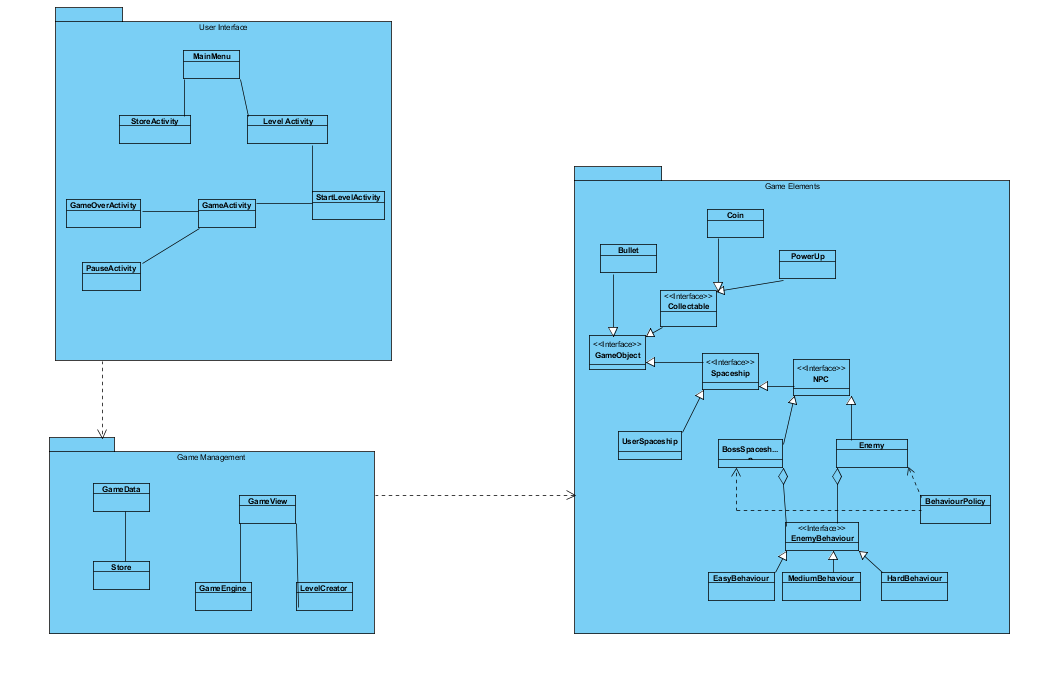 User Interface
MainMenu
StoreActivity
Level Activity
StartLevelActivity
GameOverActivity
GameActivity
PauseActivity
Game Elements
Coin
Bullet
PowerUp
<<Interface>>
Collectable
<<Interface>>
GameObject
<<Interface>>
Spaceship
<<Interface>>
NPC
UserSpaceship
BossSpacesh...
Enemy
BehaviourPolicy
<<Interface>>
EnemyBehaviour
EasyBehaviour
MediumBehaviour
HardBehaviour
Game Management
GameData
GameView
Store
GameEngine
LevelCreator